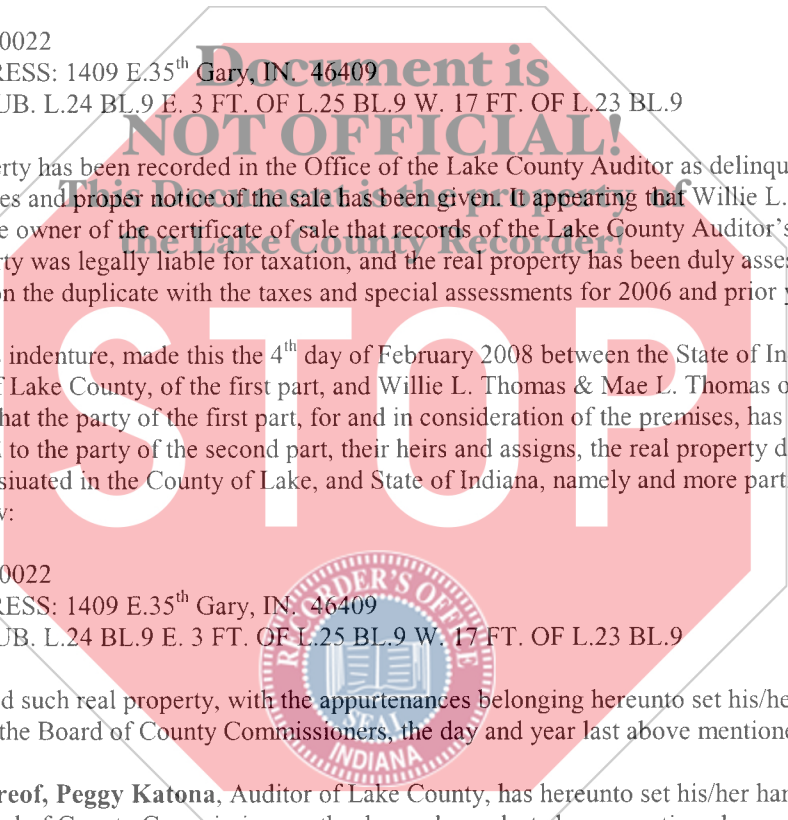 0022
RESS: 1409 E.35th Gary, IN. 46409
UB. L.24 BL.9 E. 3 FT. OF L.25 BL.9 W. 17 FT. OF L.23 BL.9
Document is
NOT OFFICIAL!
This Document is the property of
the Lake County Recorder!
erty has been recorded in the Office of the Lake County Auditor as delinqu
es and proper notice of the sale has been given. It appearing that Willie L.
e owner of the certificate of sale that records of the Lake County Auditor's
rty was legally liable for taxation, and the real property has been duly asses
on the duplicate with the taxes and special assessments for 2006 and prior y
s indenture, made this the 4th day of February 2008 between the State of In
f Lake County, of the first part, and Willie L. Thomas & Mae L. Thomas o
hat the party of the first part, for and in consideration of the premises, has
to the party of the second part, their heirs and assigns, the real property d
siuated in the County of Lake, and State of Indiana, namely and more part
w:
STOP
0022
RESS: 1409 E.35th Gary, IN. 46409
UB. L.24 BL.9 E. 3 FT. OF L.25 BL.9 W. 17 FT. OF L.23 BL.9
RECORDER'S OFFICE
SEAL
INDIANA
d such real property, with the appurtenances belonging hereunto set his/he
the Board of County Commissioners, the day and year last above mentione
reof, Peggy Katona, Auditor of Lake County, has hereunto set his/her han